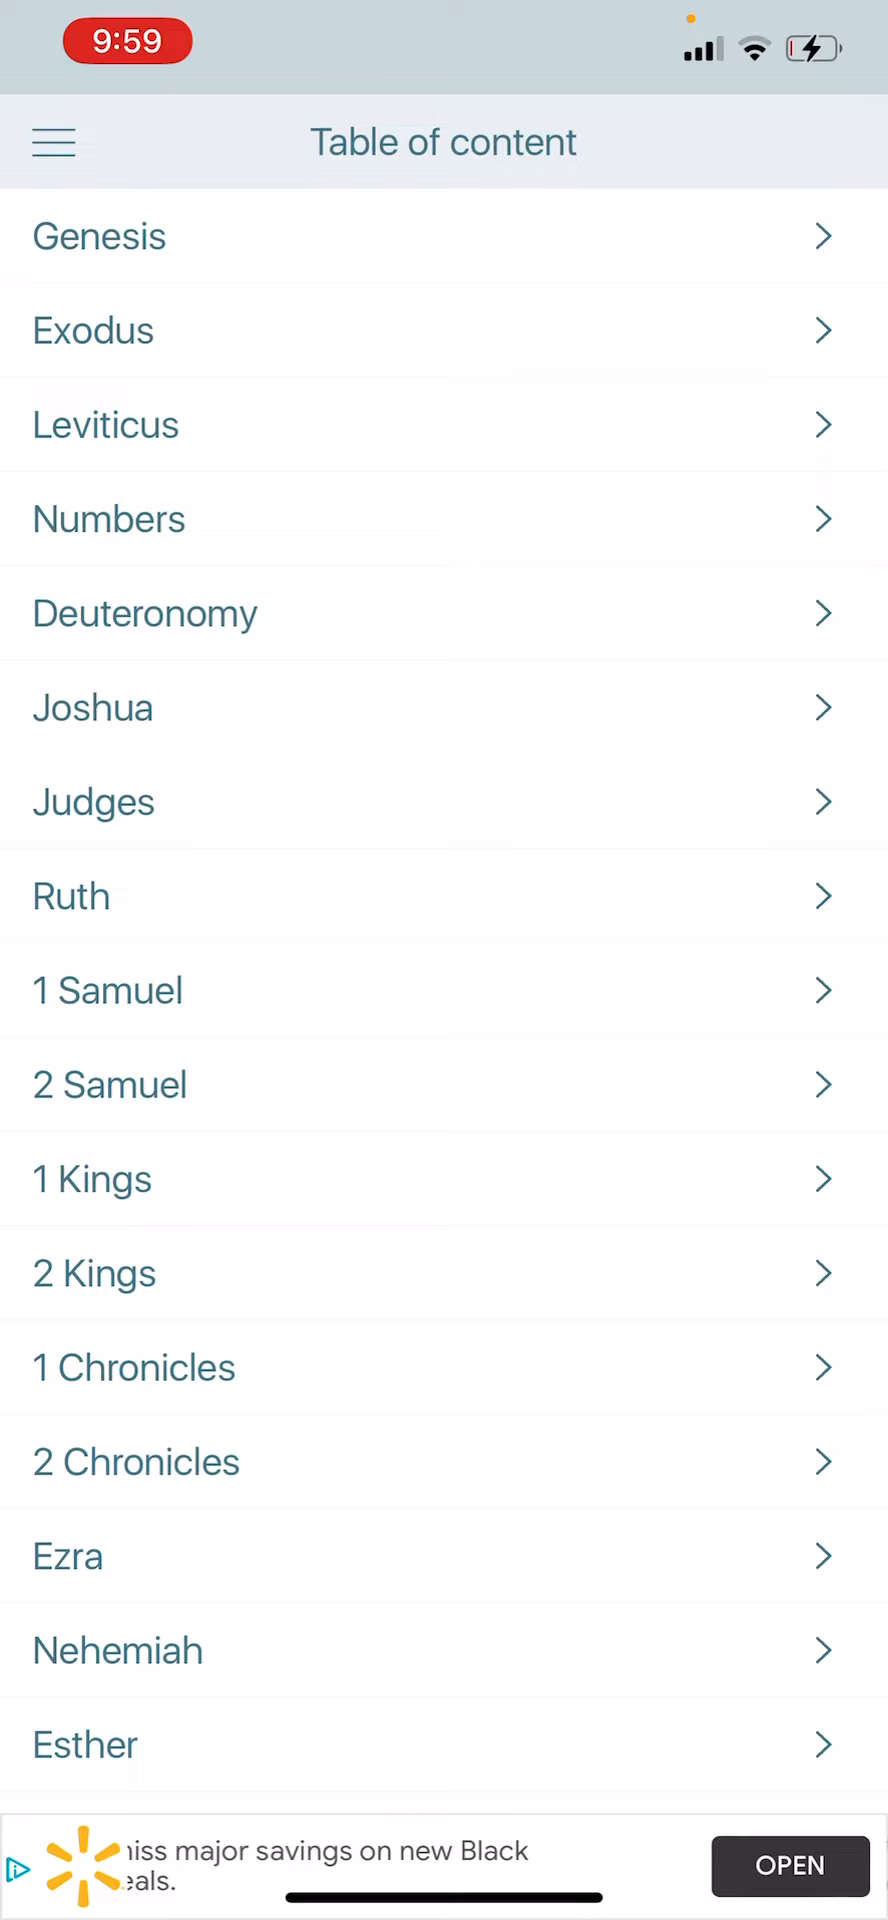 9:59
Table of content
Genesis
Exodus
Leviticus
Numbers
Deuteronomy
Joshua
Judges
Ruth
1 Samuel
2 Samuel
1 Kings
2 Kings
1 Chronicles
2 Chronicles
Ezra
Nehemiah
Esther
major savings on new Black
OPEN